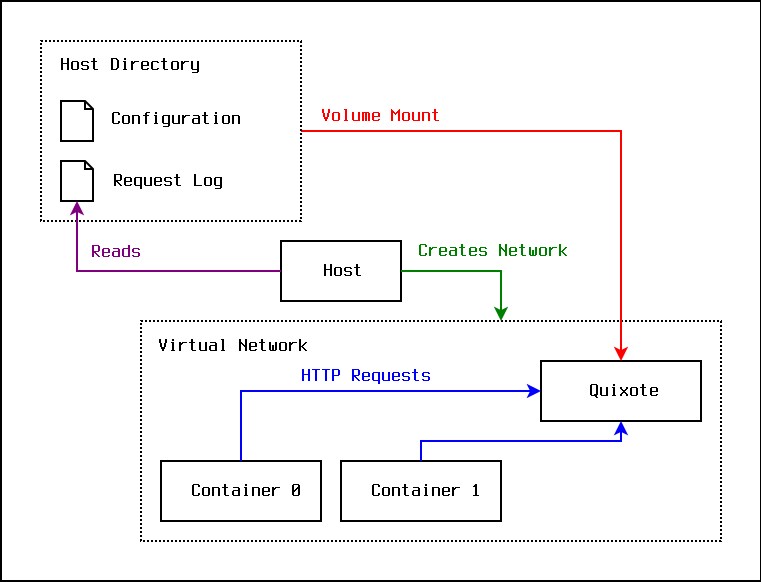 Host Directory
Configuration
Volume Mount
Request Log
Reads
Creates Network
Host
Virtual Network
HTTP Requests
Quixote
Container 0
Container 1